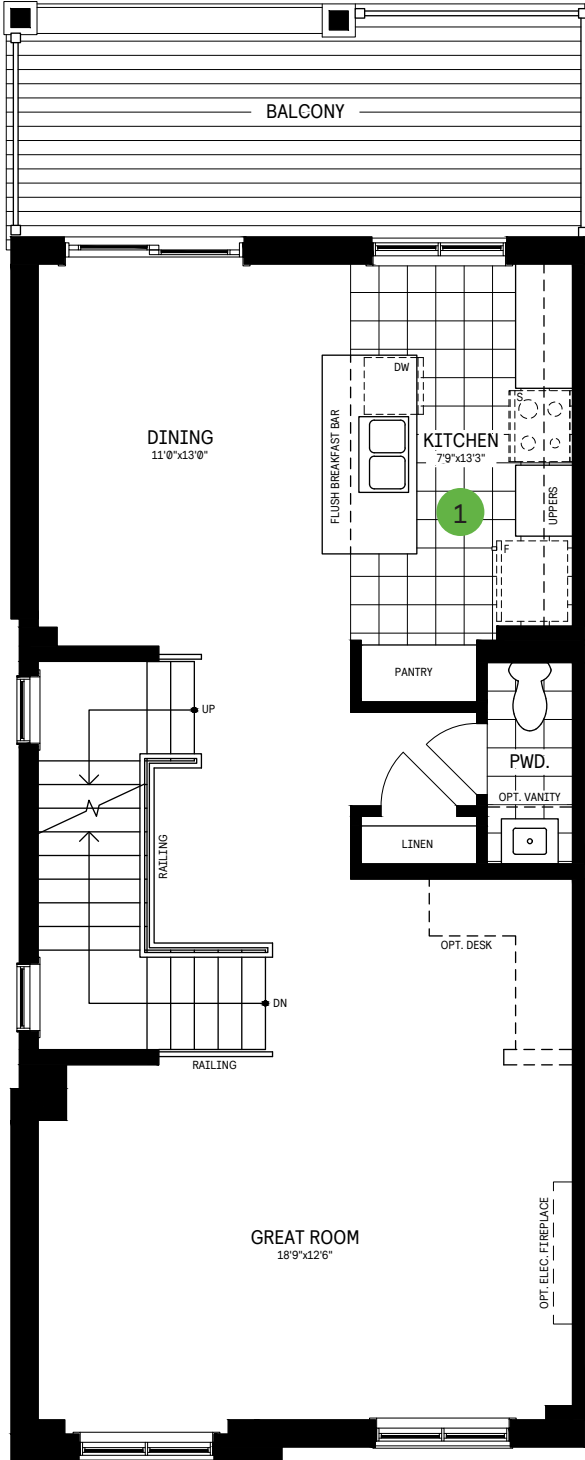 BALCONY
DW
S
FLUSH BREAKFAST BAR
DINING
11'0"x13'0"
KITCHEN
7'9"x13'3"
1
UPPERS
F
PANTRY
UP
PWD.
OPT. VANITY
RAILING
LINEN
OPT. DESK
DN
RAILING
GREAT ROOM
18'9"x12'6"
OPT. ELEC. FIREPLACE